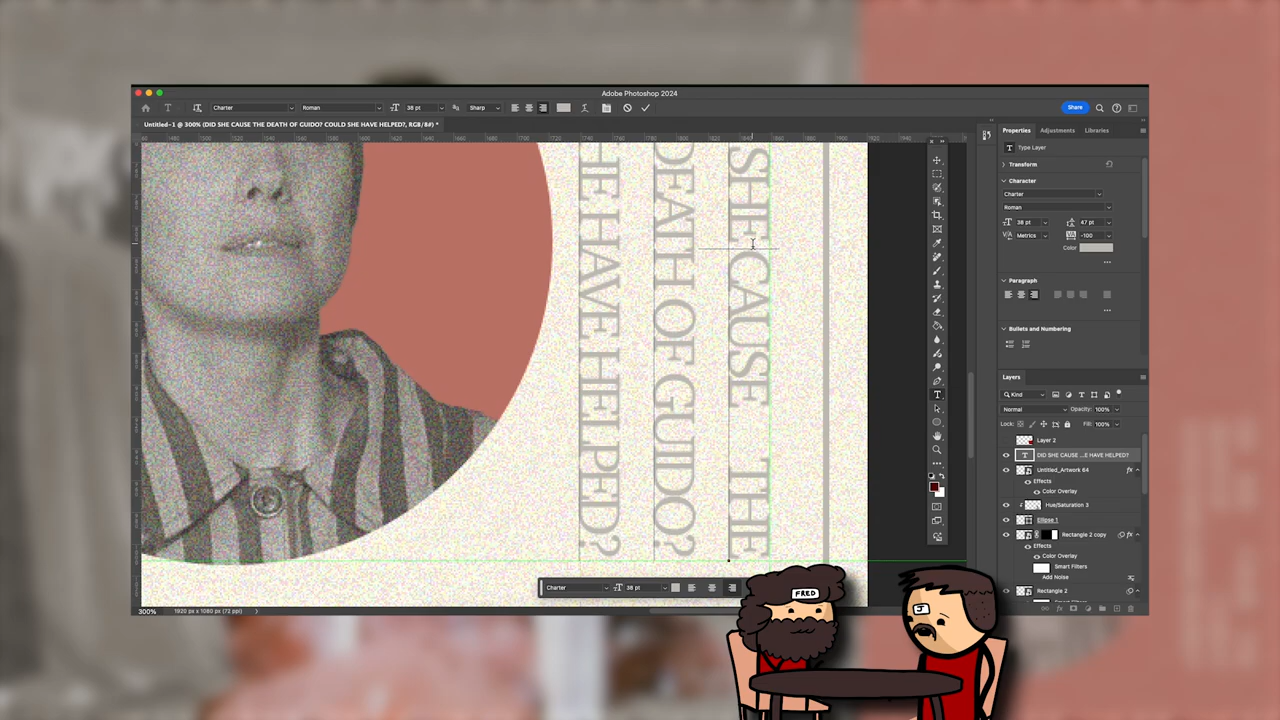 Adobe Photoshop 2024
Charter
Roman
38 pt
Sharp
Share
Untitled-1 @ 300% (DID SHE CAUSE THE DEATH OF GUIDO? COULD SHE HAVE HELPED?, RGB/8#) *
SHE CAUSE THE
DEATH OF GUIDO?
HE HAVE HELPED?
Properties
Adjustments
Libraries
Type Layer
Transform
Character
Charter
Roman
38 pt
47 pt
Metrics
-100
Color
Paragraph
Bullets and Numbering
Layers
Kind
Normal
Opacity: 100%
Lock:
Fill: 100%
Layer 2
DID SHE CAUSE ...E HAVE HELPED?
Untitled_Artwork 64
Effects
Color Overlay
Hue/Saturation 3
Ellipse 1
Rectangle 2 copy
Effects
Color Overlay
Smart Filters
Add Noise
Rectangle 2
Charter
38 pt
300%
1920 px x 1080 px (72 ppi)
FRED
J